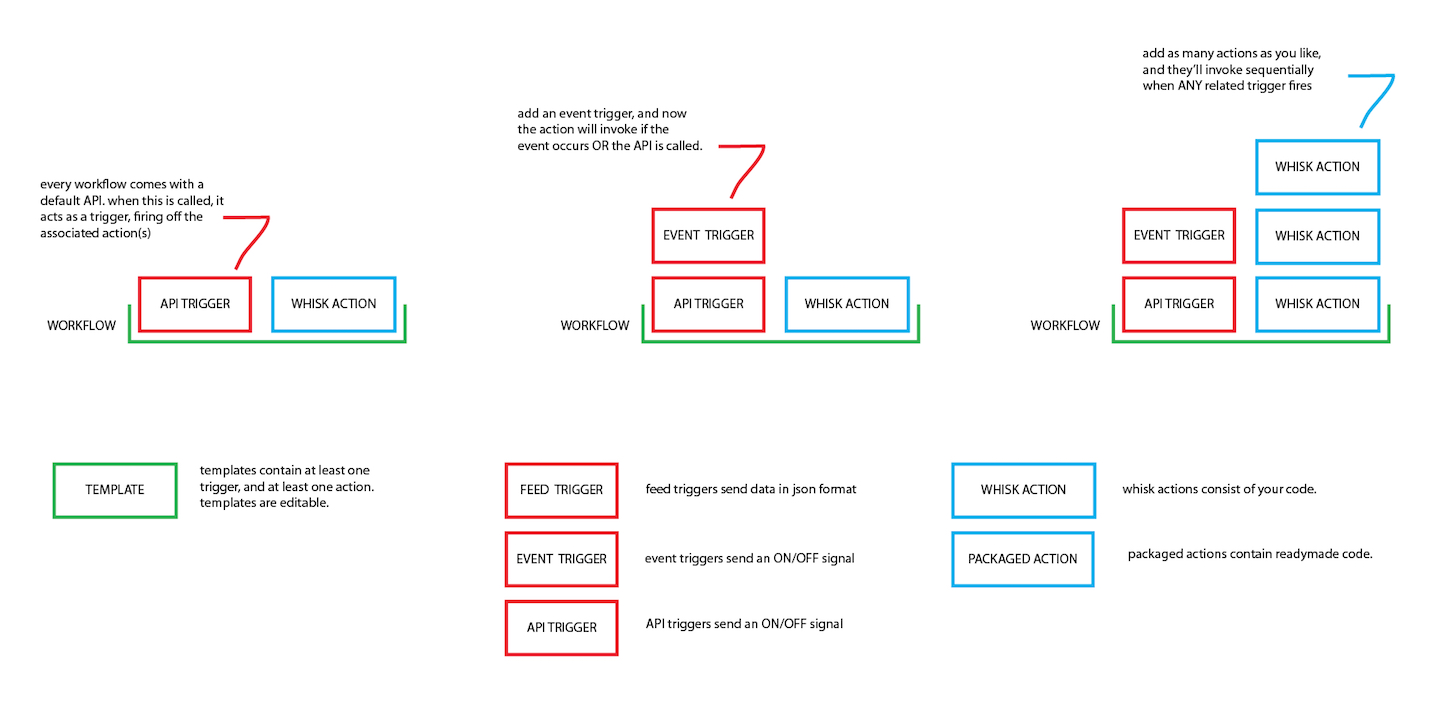 add as many actions as you like,
and they'll invoke sequentially
when ANY related trigger fires
add an event trigger, and now
the action will invoke if the
event occurs OR the API is called.
every workflow comes with a
default API. when this is called, it
acts as a trigger, firing off the
associated action(s)
WHISK ACTION
EVENT TRIGGER
EVENT TRIGGER
WHISK ACTION
API TRIGGER
WHISK ACTION
API TRIGGER
WHISK ACTION
API TRIGGER
WHISK ACTION
WORKFLOW
WORKFLOW
WORKFLOW
TEMPLATE
templates contain at least one
trigger, and at least one action.
templates are editable.
FEED TRIGGER
feed triggers send data in json format
EVENT TRIGGER
event triggers send an ON/OFF signal
API TRIGGER
API triggers send an ON/OFF signal
WHISK ACTION
whisk actions consist of your code.
PACKAGED ACTION
packaged actions contain readymade code.